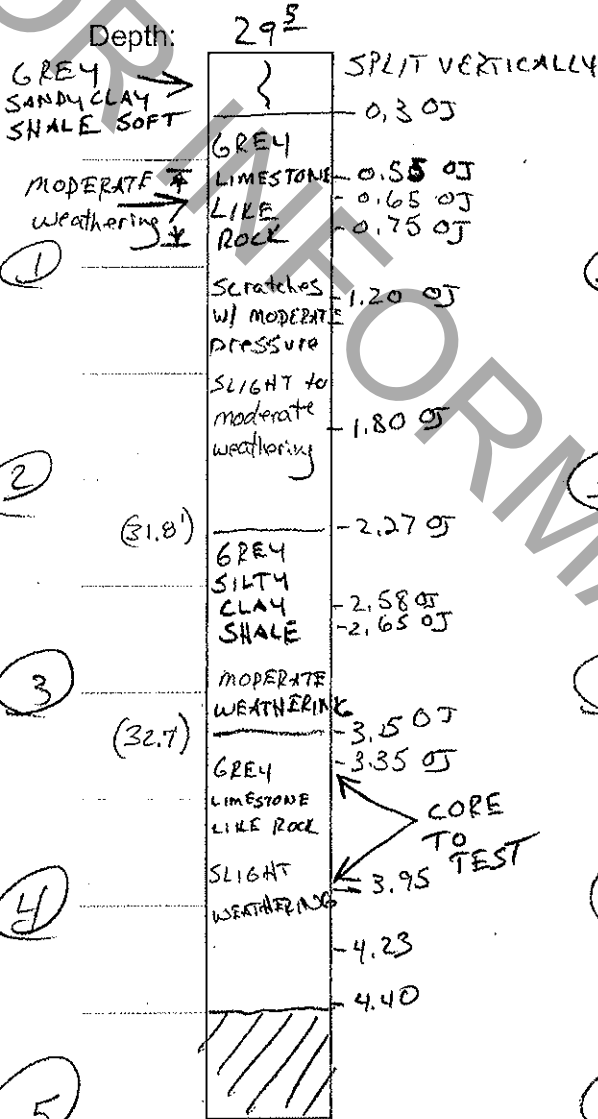 FOR INFORMA
Depth: 29⁵
SPLIT VERTICALLY
GREY
SANDY CLAY
SHALE SOFT
0.3 OJ
GREY
LIMESTONE
LIKE
ROCK
0.55 OJ
0.65 OJ
0.75 OJ
MODERATE
weathering
1
Scratches
W/ MODERATE
pressure
1.20 OJ
SLIGHT to
moderate
weathering
1.80 OJ
2
(31.8')
2.27 OJ
GREY
SILTY
CLAY
SHALE
2.58 OJ
2.65 OJ
3
MODERATE
WEATHERING
(32.7)
3.15 OJ
3.35 OJ
GREY
LIMESTONE
LIKE ROCK
CORE
TO
TEST
SLIGHT
WEATHERING
3.95
4
4.23
4.40
5